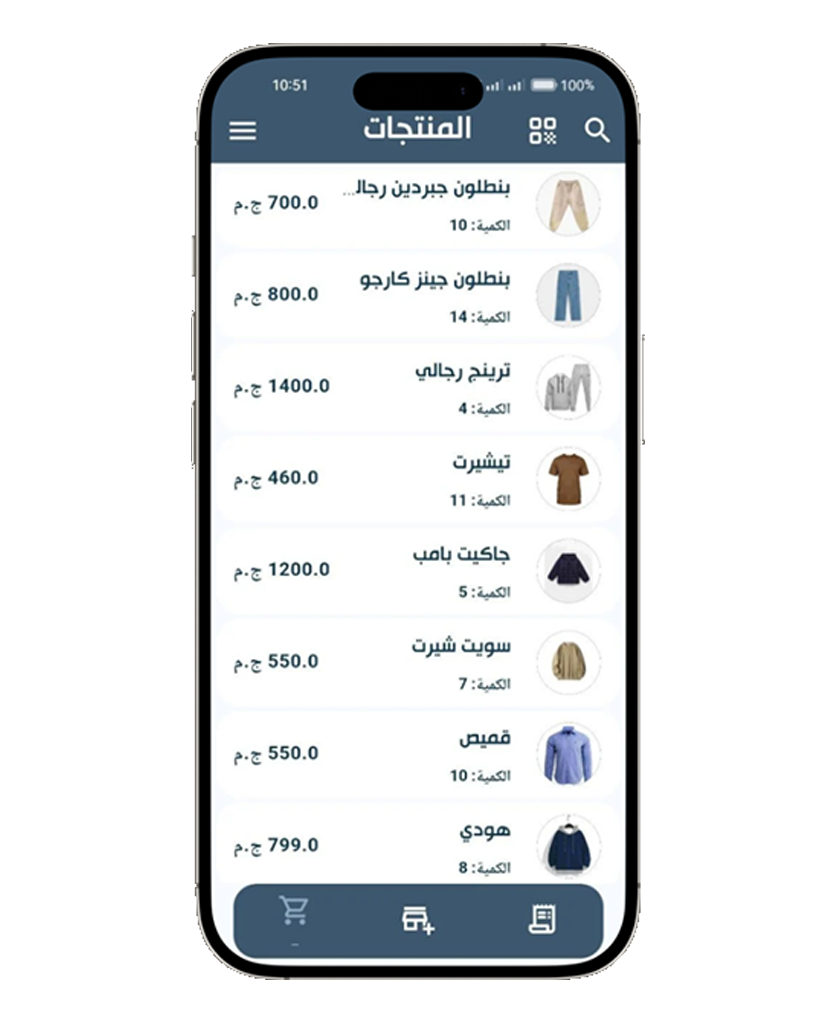 10:51
100%
المنتجات
بنطلون جبردين رجالـ...
700.0 ج.م
الكمية: 10
بنطلون جينز كارجو
800.0 ج.م
الكمية: 14
ترينج رجالي
1400.0 ج.م
الكمية: 4
تيشيرت
460.0 ج.م
الكمية: 11
جاكيت بامب
1200.0 ج.م
الكمية: 5
سويت شيرت
550.0 ج.م
الكمية: 7
قميص
550.0 ج.م
الكمية: 10
هودي
799.0 ج.م
الكمية: 8